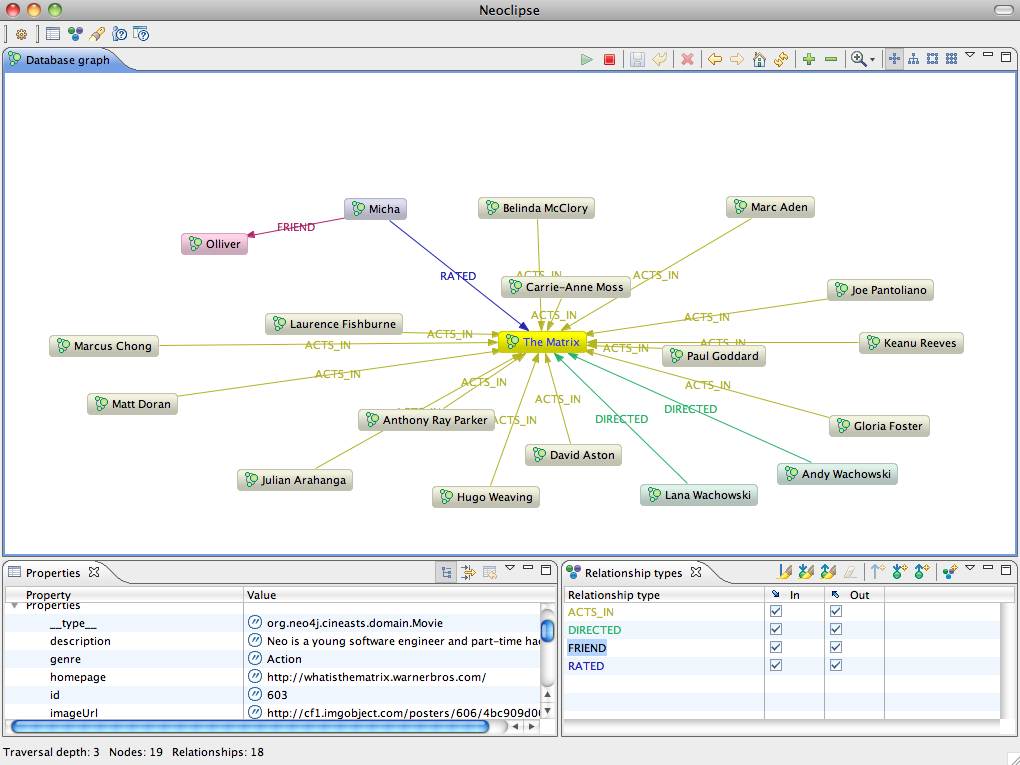 Neoclipse
Database graph
Micha
Belinda McClory
Marc Aden
FRIEND
Olliver
RATED
ACTS_IN
ACTS_IN
Carrie-Anne Moss
Joe Pantoliano
ACTS_IN
ACTS_IN
Laurence Fishburne
ACTS_IN
The Matrix
ACTS_IN
Keanu Reeves
Marcus Chong
ACTS_IN
ACTS_IN
Paul Goddard
ACTS_IN
ACTS_IN
ACTS_IN
Matt Doran
ACTS_IN
DIRECTED
ACTS_IN
Anthony Ray Parker
ACTS_IN
DIRECTED
Gloria Foster
David Aston
Julian Arahanga
Andy Wachowski
Hugo Weaving
Lana Wachowski
Properties
Property Value
Properties
__type__ org.neo4j.cineasts.domain.Movie
description Neo is a young software engineer and part-time hac
genre Action
homepage http://whatisthematrix.warnerbros.com/
id 603
imageUrl http://cf1.imgobject.com/posters/606/4bc909d0
Relationship types
Relationship type In Out
ACTS_IN
DIRECTED
FRIEND
RATED
Traversal depth: 3 Nodes: 19 Relationships: 18